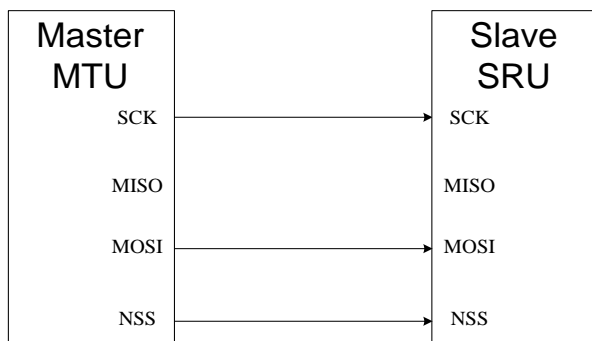 Master
MTU
SCK
MISO
MOSI
NSS
Slave
SRU
SCK
MISO
MOSI
NSS